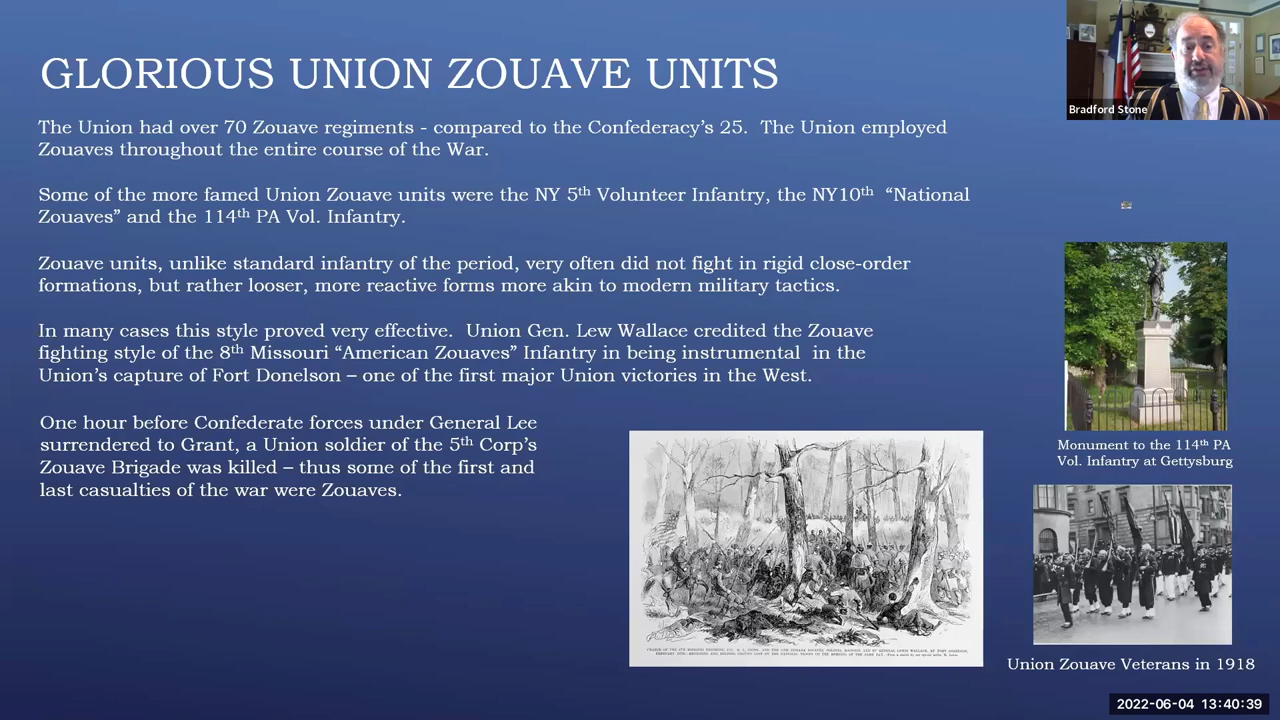 GLORIOUS UNION ZOUAVE UNITS
Bradford Stone
The Union had over 70 Zouave regiments - compared to the Confederacy's 25. The Union employed
Zouaves throughout the entire course of the War.
Some of the more famed Union Zouave units were the NY 5th Volunteer Infantry, the NY10th “National
Zouaves” and the 114th PA Vol. Infantry.
Zouave units, unlike standard infantry of the period, very often did not fight in rigid close-order
formations, but rather looser, more reactive forms more akin to modern military tactics.
In many cases this style proved very effective. Union Gen. Lew Wallace credited the Zouave
fighting style of the 8th Missouri “American Zouaves” Infantry in being instrumental in the
Union's capture of Fort Donelson – one of the first major Union victories in the West.
One hour before Confederate forces under General Lee
surrendered to Grant, a Union soldier of the 5th Corp's
Zouave Brigade was killed – thus some of the first and
last casualties of the war were Zouaves.
Monument to the 114th PA
Vol. Infantry at Gettysburg
Union Zouave Veterans in 1918
2022-06-04 13:40:39